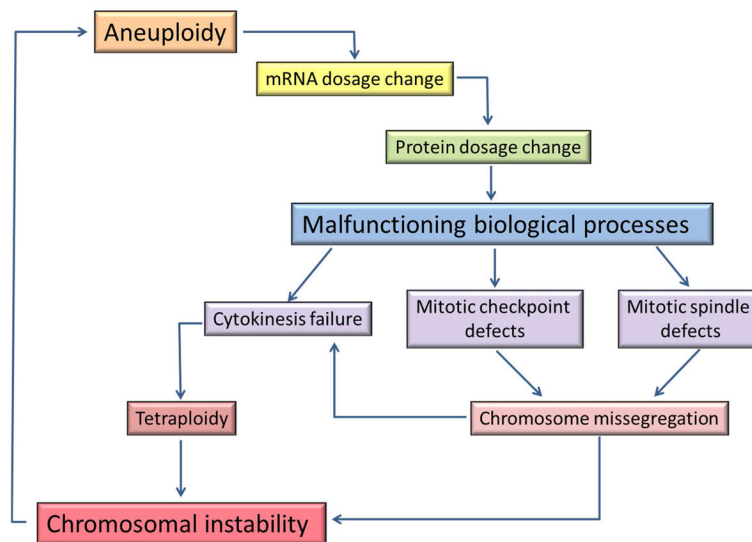 Aneuploidy
mRNA dosage change
Protein dosage change
Malfunctioning biological processes
Cytokinesis failure
Mitotic checkpoint
defects
Mitotic spindle
defects
Tetraploidy
Chromosome missegregation
Chromosomal instability